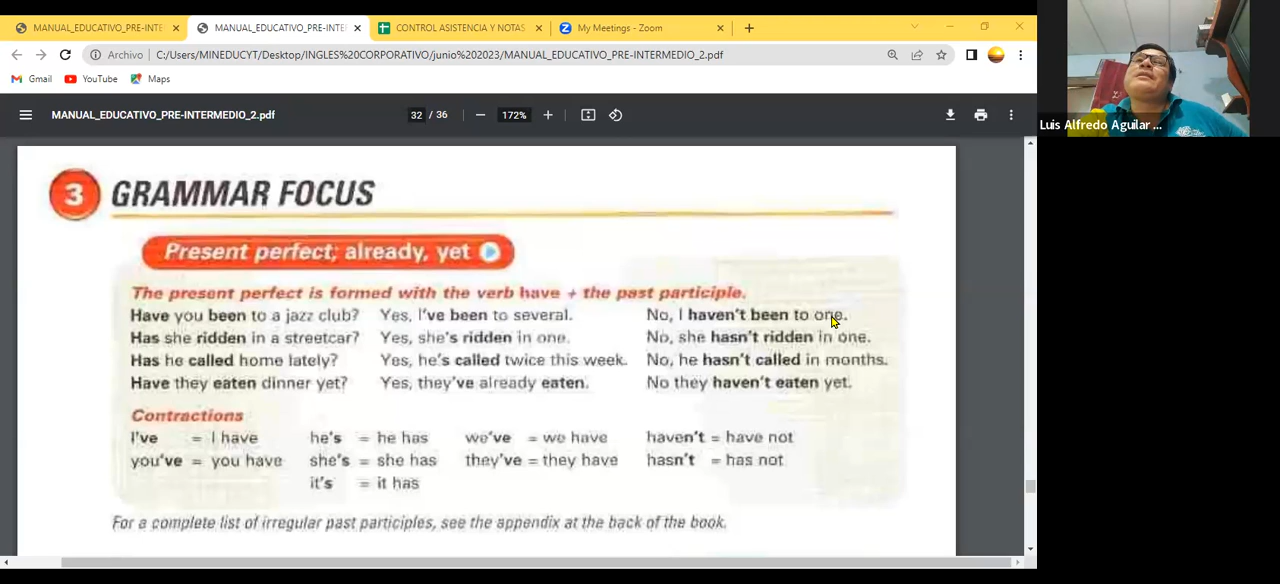 MANUAL_EDUCATIVO_PRE-INTE
MANUAL_EDUCATIVO_PRE-INTER
CONTROL ASISTENCIA Y NOTAS
My Meetings - Zoom
Archivo
C:/Users/MINEDUCYT/Desktop/INGLES%20CORPORATIVO/junio%202023/MANUAL_EDUCATIVO_PRE-INTERMEDIO_2.pdf
Gmail YouTube Maps
MANUAL_EDUCATIVO_PRE-INTERMEDIO_2.pdf
32 / 36
172%
Luis Alfredo Aguilar ...
3 GRAMMAR FOCUS
Present perfect; already, yet
The present perfect is formed with the verb have + the past participle.
Have you been to a jazz club? Yes, I've been to several. No, I haven't been to one.
Has she ridden in a streetcar? Yes, she's ridden in one. No, she hasn't ridden in one.
Has he called home lately? Yes, he's called twice this week. No, he hasn't called in months.
Have they eaten dinner yet? Yes, they've already eaten. No they haven't eaten yet.
Contractions
I've = I have he's = he has we've = we have haven't = have not
you've = you have she's = she has they've = they have hasn't = has not
it's = it has
For a complete list of irregular past participles, see the appendix at the back of the book.